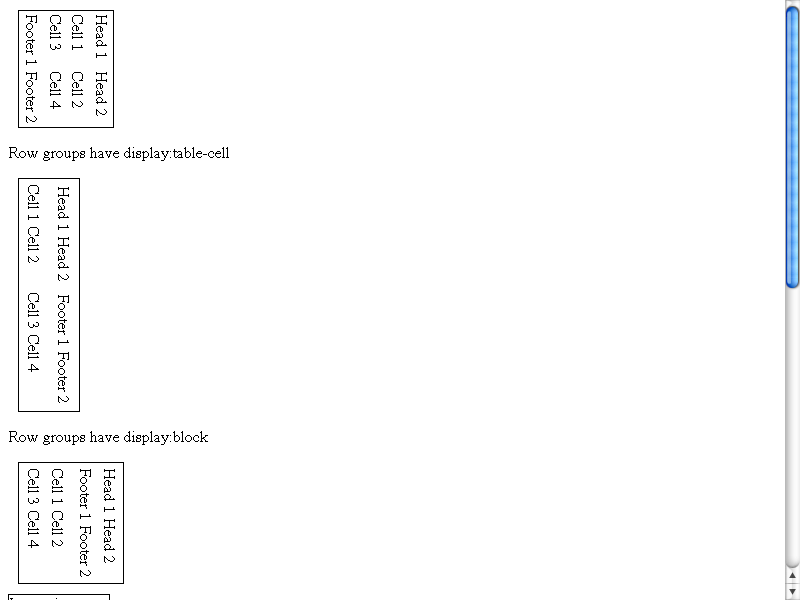 Head 1 Head 2
Cell 1 Cell 2
Cell 3 Cell 4
Footer 1 Footer 2
Row groups have display:table-cell
Head 1 Head 2 Footer 1 Footer 2
Cell 1 Cell 2 Cell 3 Cell 4
Row groups have display:block
Head 1 Head 2
Footer 1 Footer 2
Cell 1 Cell 2
Cell 3 Cell 4